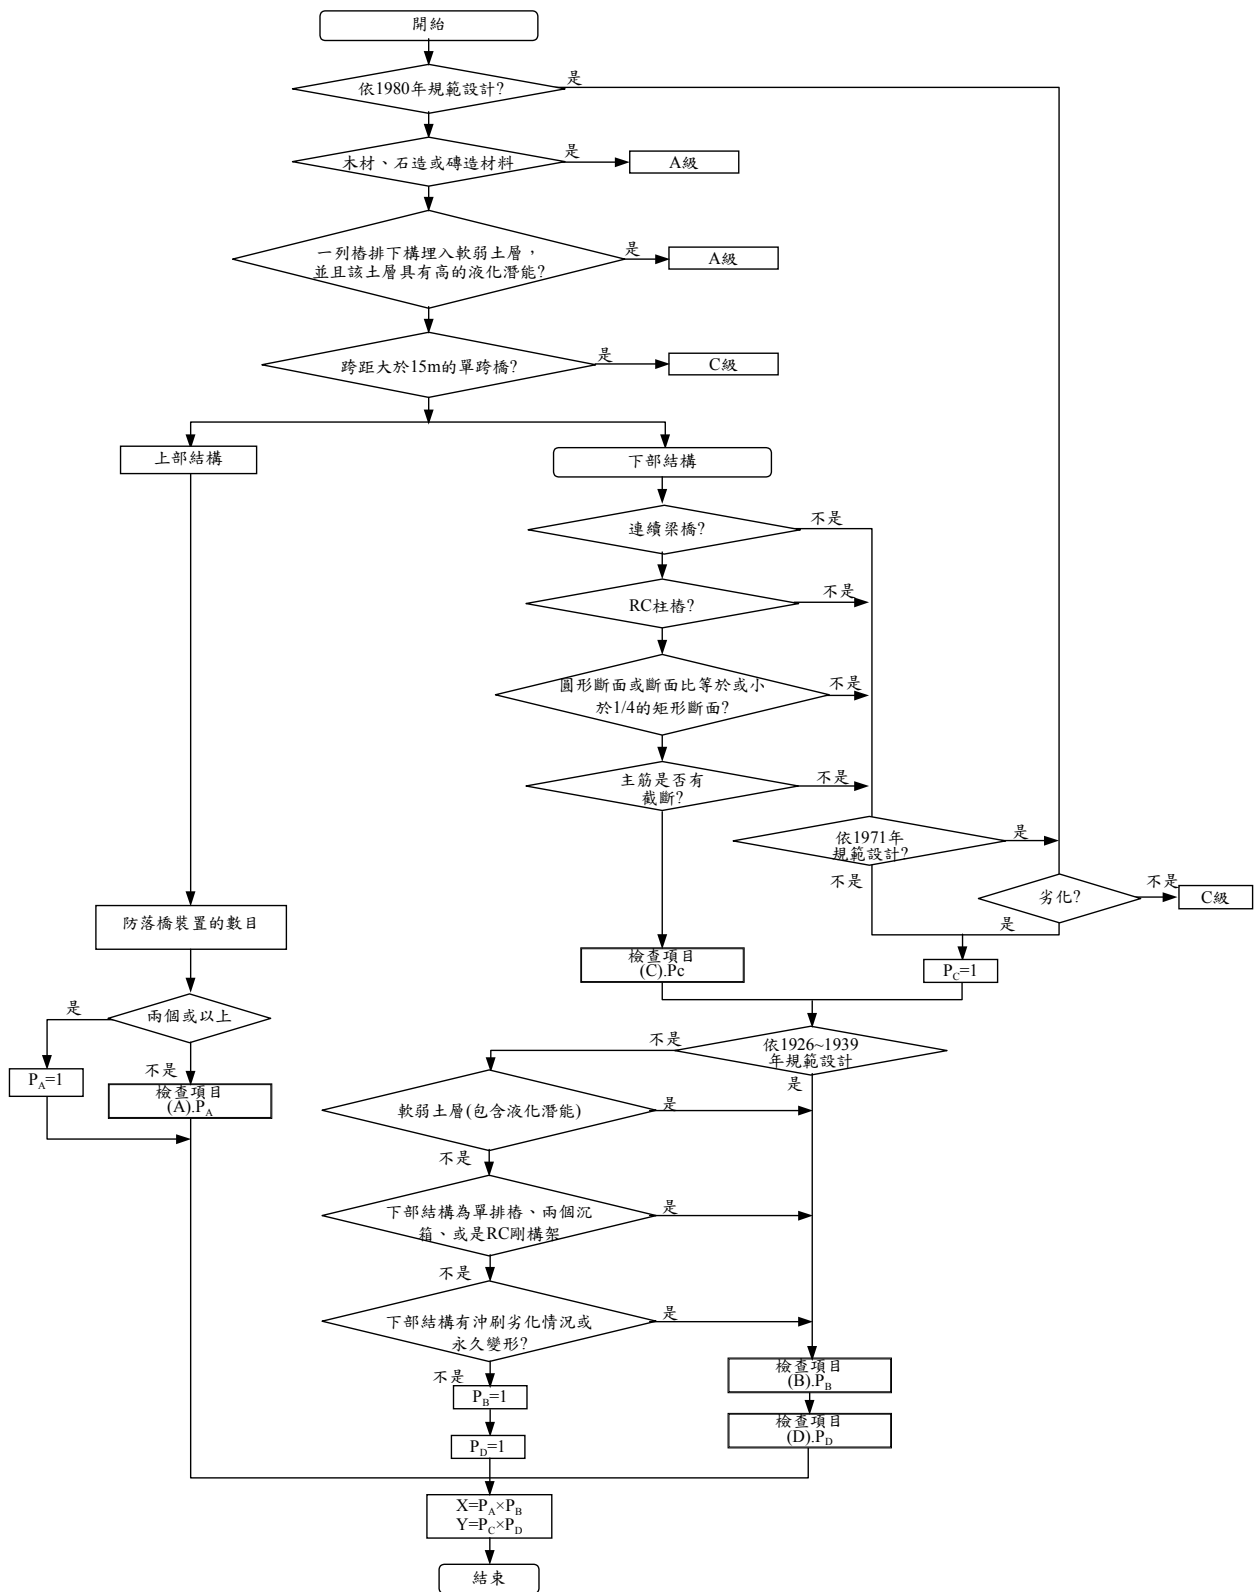 開始
依1980年規範設計?
是
木材、石造或磚造材料
是
A級
一列樁排下構埋入軟弱土層，
並且該土層具有高的液化潛能?
是
A級
跨距大於15m的單跨橋?
是
C級
上部結構
下部結構
連續梁橋?
不是
RC柱樁?
不是
圓形斷面或斷面比等於或小
於1/4的矩形斷面?
不是
主筋是否有
截斷?
不是
依1971年
規範設計?
是
不是
劣化?
不是
C級
是
防落橋裝置的數目
檢查項目
(C).Pc
PC=1
兩個或以上
是
不是
PA=1
檢查項目
(A).PA
依1926~1939
年規範設計
不是
是
軟弱土層(包含液化潛能)
是
不是
下部結構為單排樁、兩個沉
箱、或是RC剛構架
是
不是
下部結構有沖刷劣化情況或
永久變形?
是
不是
PB=1
檢查項目
(B).PB
PD=1
檢查項目
(D).PD
X=PA×PB
Y=PC×PD
結束